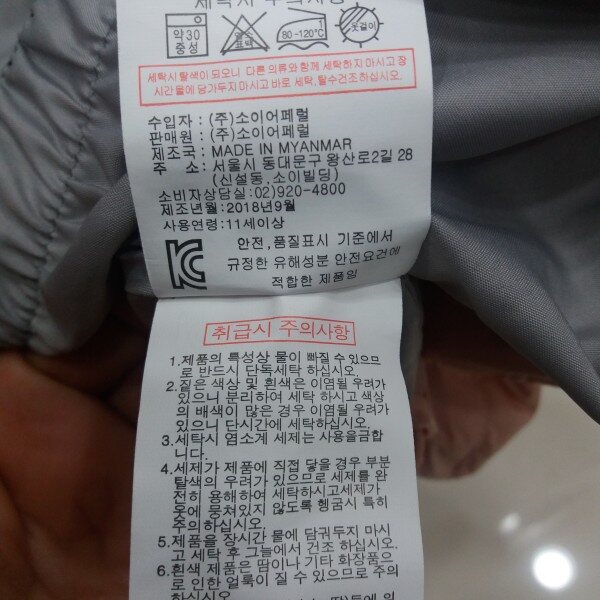 세탁시 주의사항
약30
중성
80~120℃
옷걸이
세탁시 탈색이 되오니 다른 의류와 함께 세탁하지 마시고 장
시간 물에 담가두지 마시고 바로 세탁, 탈수건조하십시오.
수입자 : (주)소이어페럴
판매원 : (주)소이어페럴
제조국 : MADE IN MYANMAR
주 소 : 서울시 동대문구 왕산로2길 28
(신설동, 소이빌딩)
소비자상담실: 02)920-4800
제조년월 : 2018년9월
사용연령 : 11세이상
안전,품질표시 기준에서
규정한 유해성분 안전요건에
적합한 제품임
취급시 주의사항
1.제품의 특성상 물이 빠질 수 있으므
로 반드시 단독세탁 하십시오.
2.짙은 색상 및 흰색은 이염될 우려가
있으니 분리하여 세탁 하시고 색상
의 배색이 많은 경우 이염될 우려가
있으니 단시간에 세탁하십시오.
3.세탁시 염소계 세제는 사용을금합
니다.
4.세제가 제품에 직접 닿을 경우 부분
탈색의 우려가 있으므로 세제를 완
전히 용해하여 세탁하시고세제가
옷에 뭉쳐있지 않도록 헹굼시 특히
주의하십시오.
5.제품을 장시간 물에 담궈두지 마시
고 세탁 후 그늘에서 건조 하십시오.
6.흰색 제품은 땀이나 기타 화장품으
로 인한 얼룩이 질 수 있으므로 주의
하십시오.